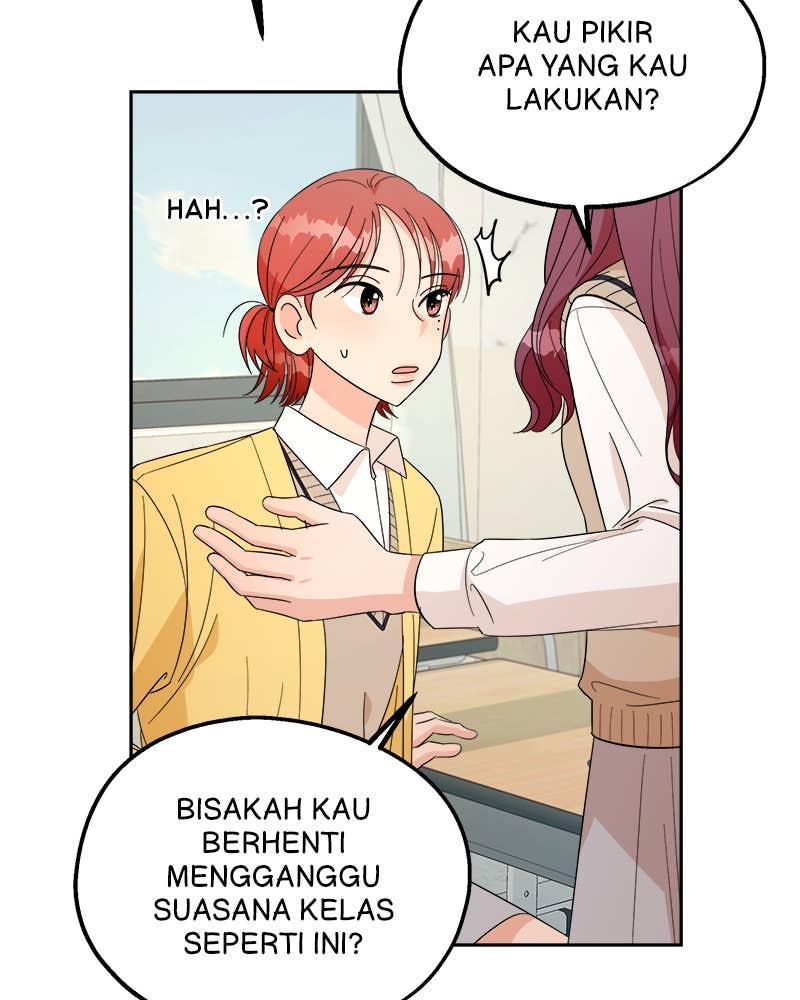 KAU PIKIR
APA YANG KAU
LAKUKAN?
HAH...?
BISAKAH KAU
BERHENTI
MENGGANGGU
SUASANA KELAS
SEPERTI INI?